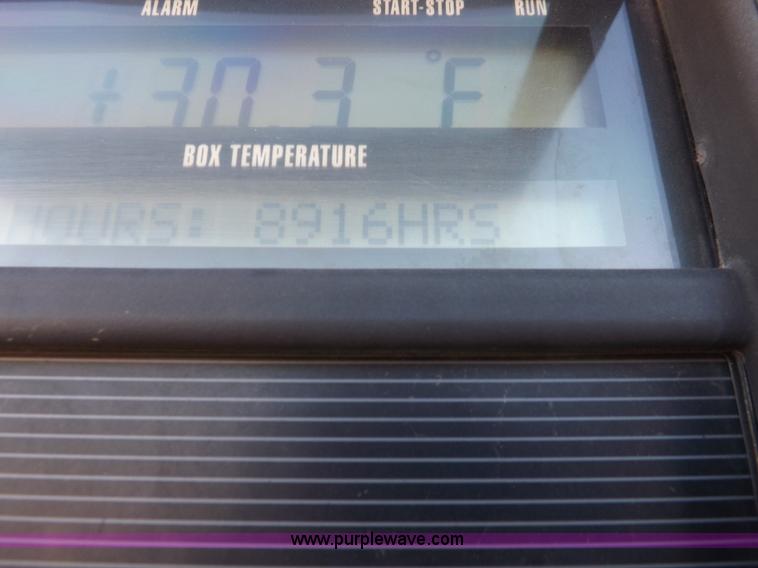 ALARM START-STOP RUN
+30.3 °F
BOX TEMPERATURE
HOURS: 8916HRS
www.purplewave.com